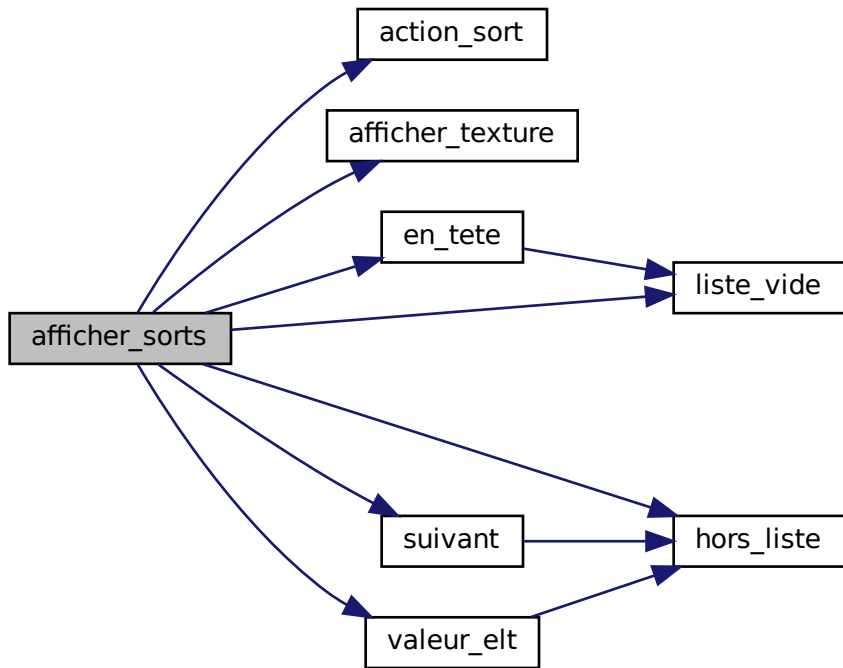 action_sort
afficher_texture
en_tete
liste_vide
afficher_sorts
suivant
hors_liste
valeur_elt